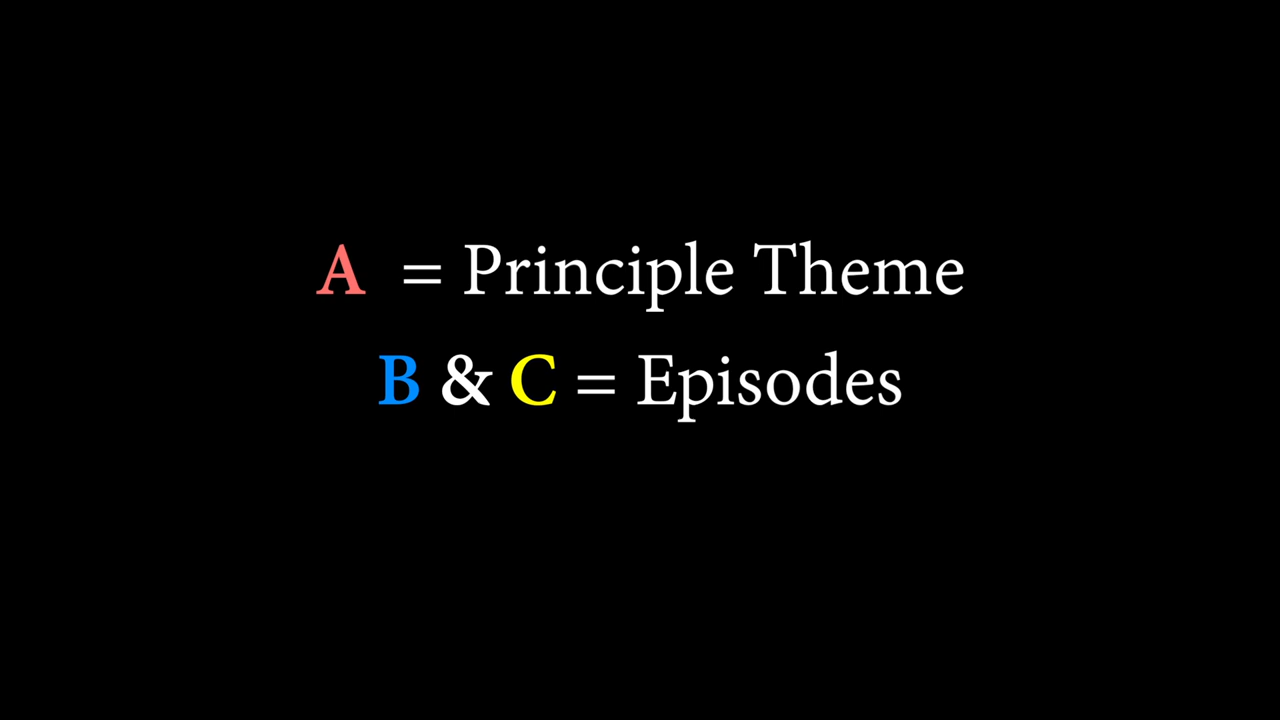 A = Principle Theme
B & C = Episodes